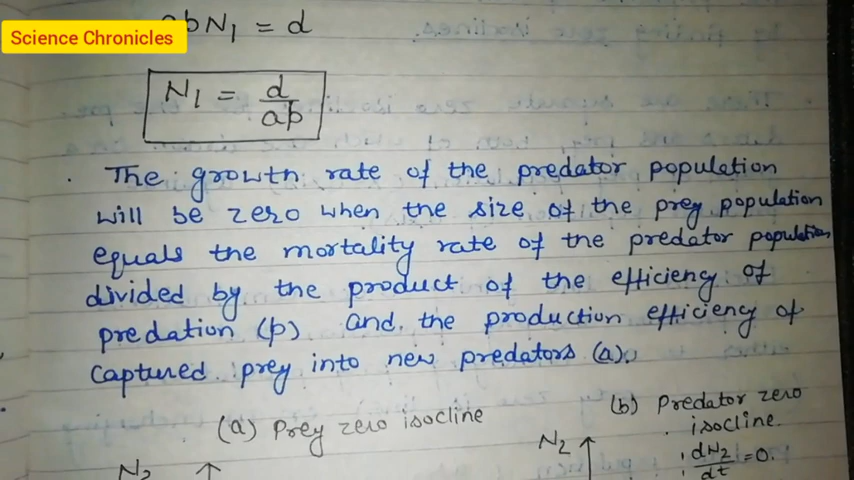 Science Chronicles
apN₁ = d
N₁ = d/ap
. The growth rate of the predator population
will be zero when the size of the prey population
equals the mortality rate of the predator population
divided by the product of the efficieny of
predation (p) and the production efficieny of
captured prey into new predators (a).
(a) Prey zero isocline
(b) Predator zero
isocline.
N₂
dN₂/dt = 0.
N₂